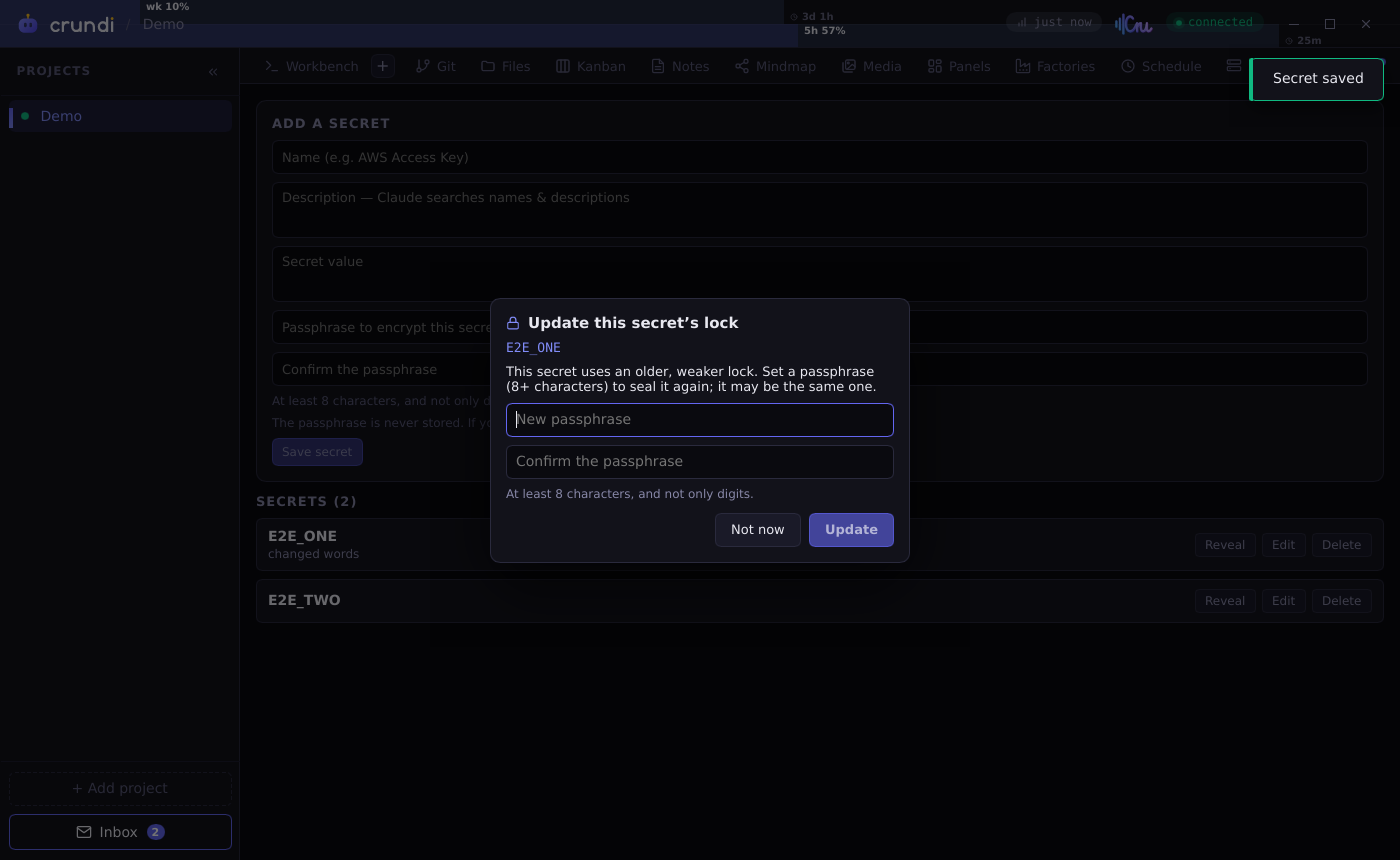 wk 10%
crundi / Demo
3d 1h
5h 57%
just now
Cru
connected
25m
PROJECTS «
Workbench + Git Files Kanban Notes Mindmap Media Panels Factories Schedule
Secret saved
Demo
ADD A SECRET
Name (e.g. AWS Access Key)
Description — Claude searches names & descriptions
Secret value
Passphrase to encrypt this secre
Confirm the passphrase
At least 8 characters, and not only d
The passphrase is never stored. If yo
Save secret
Update this secret’s lock
E2E_ONE
This secret uses an older, weaker lock. Set a passphrase
(8+ characters) to seal it again; it may be the same one.
New passphrase
Confirm the passphrase
At least 8 characters, and not only digits.
Not now Update
SECRETS (2)
E2E_ONE
changed words
Reveal Edit Delete
E2E_TWO
Reveal Edit Delete
+ Add project
Inbox 2